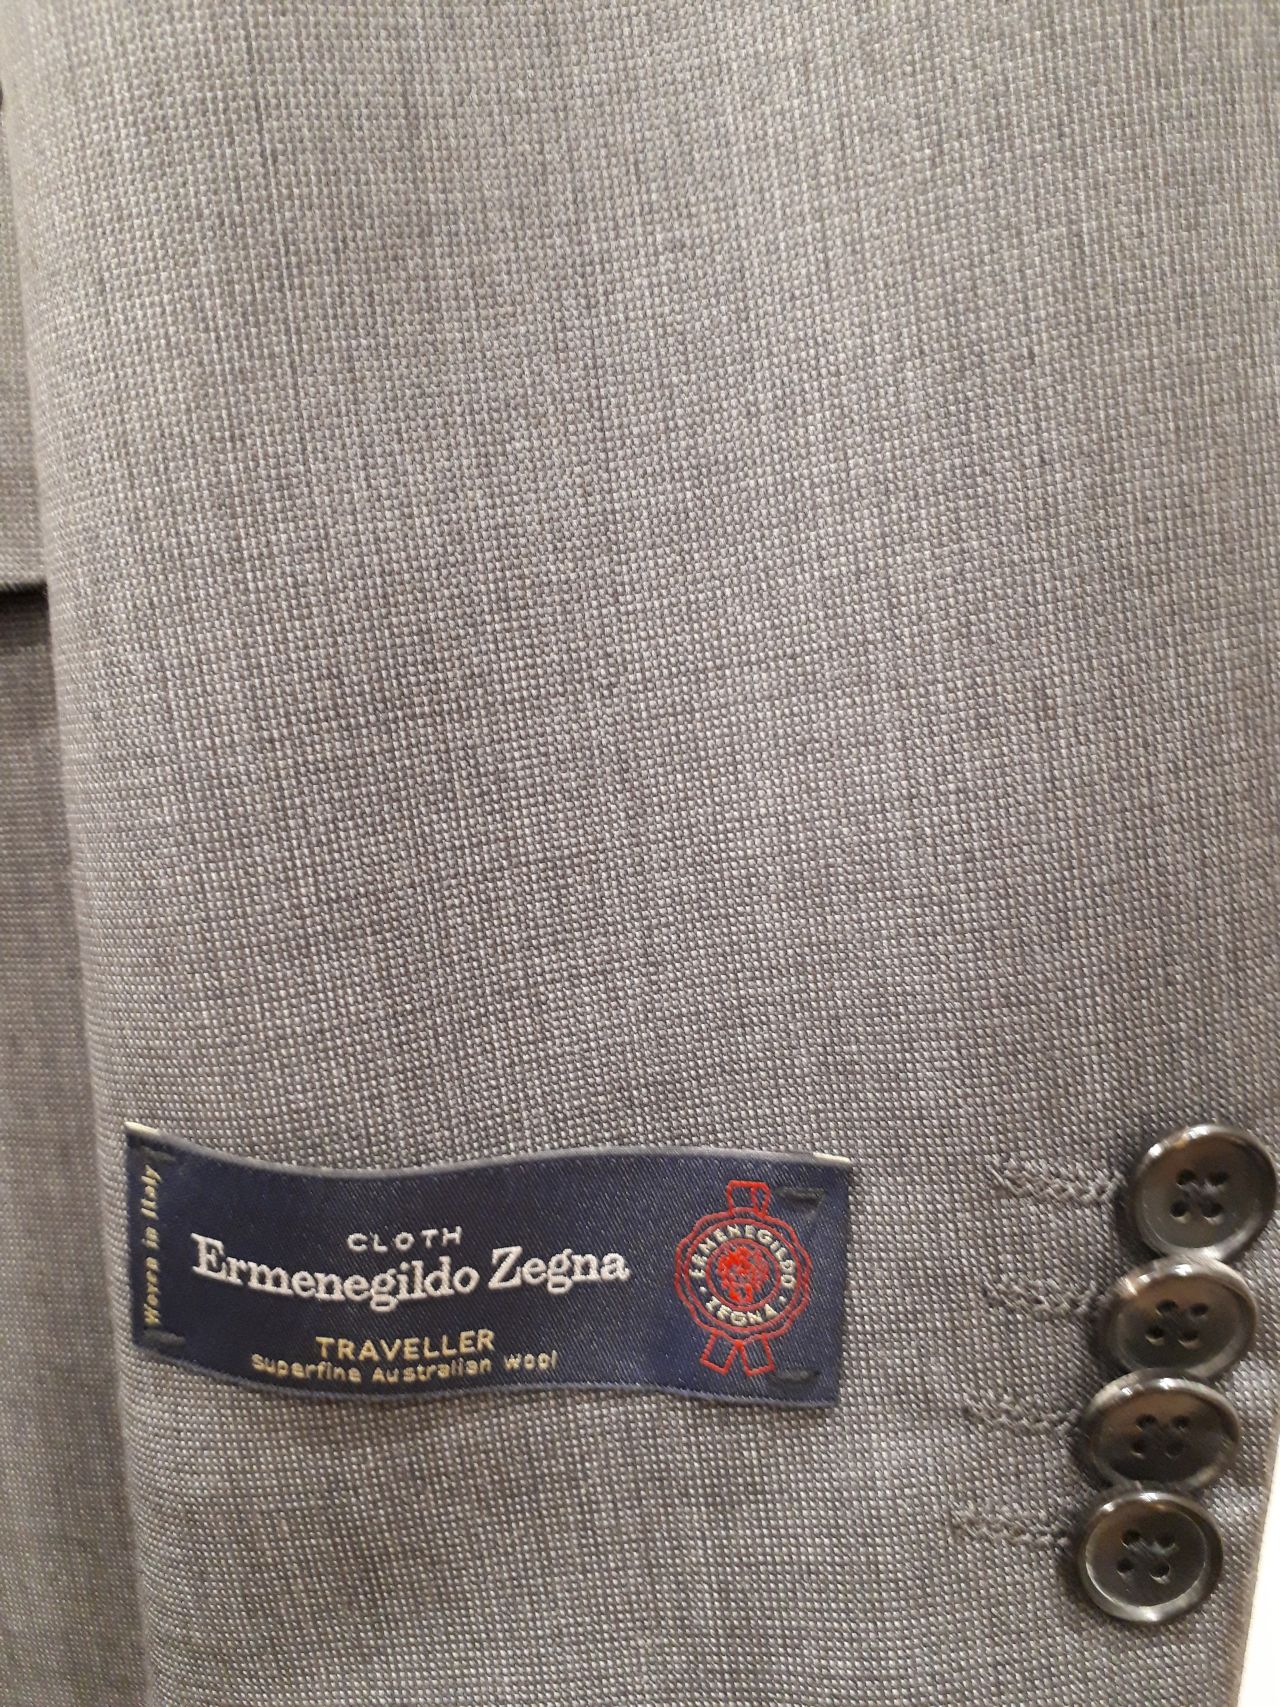 Woven in Italy
CLOTH
Ermenegildo Zegna
TRAVELLER
Superfine Australian wool
ERMENEGILDO
ZEGNA